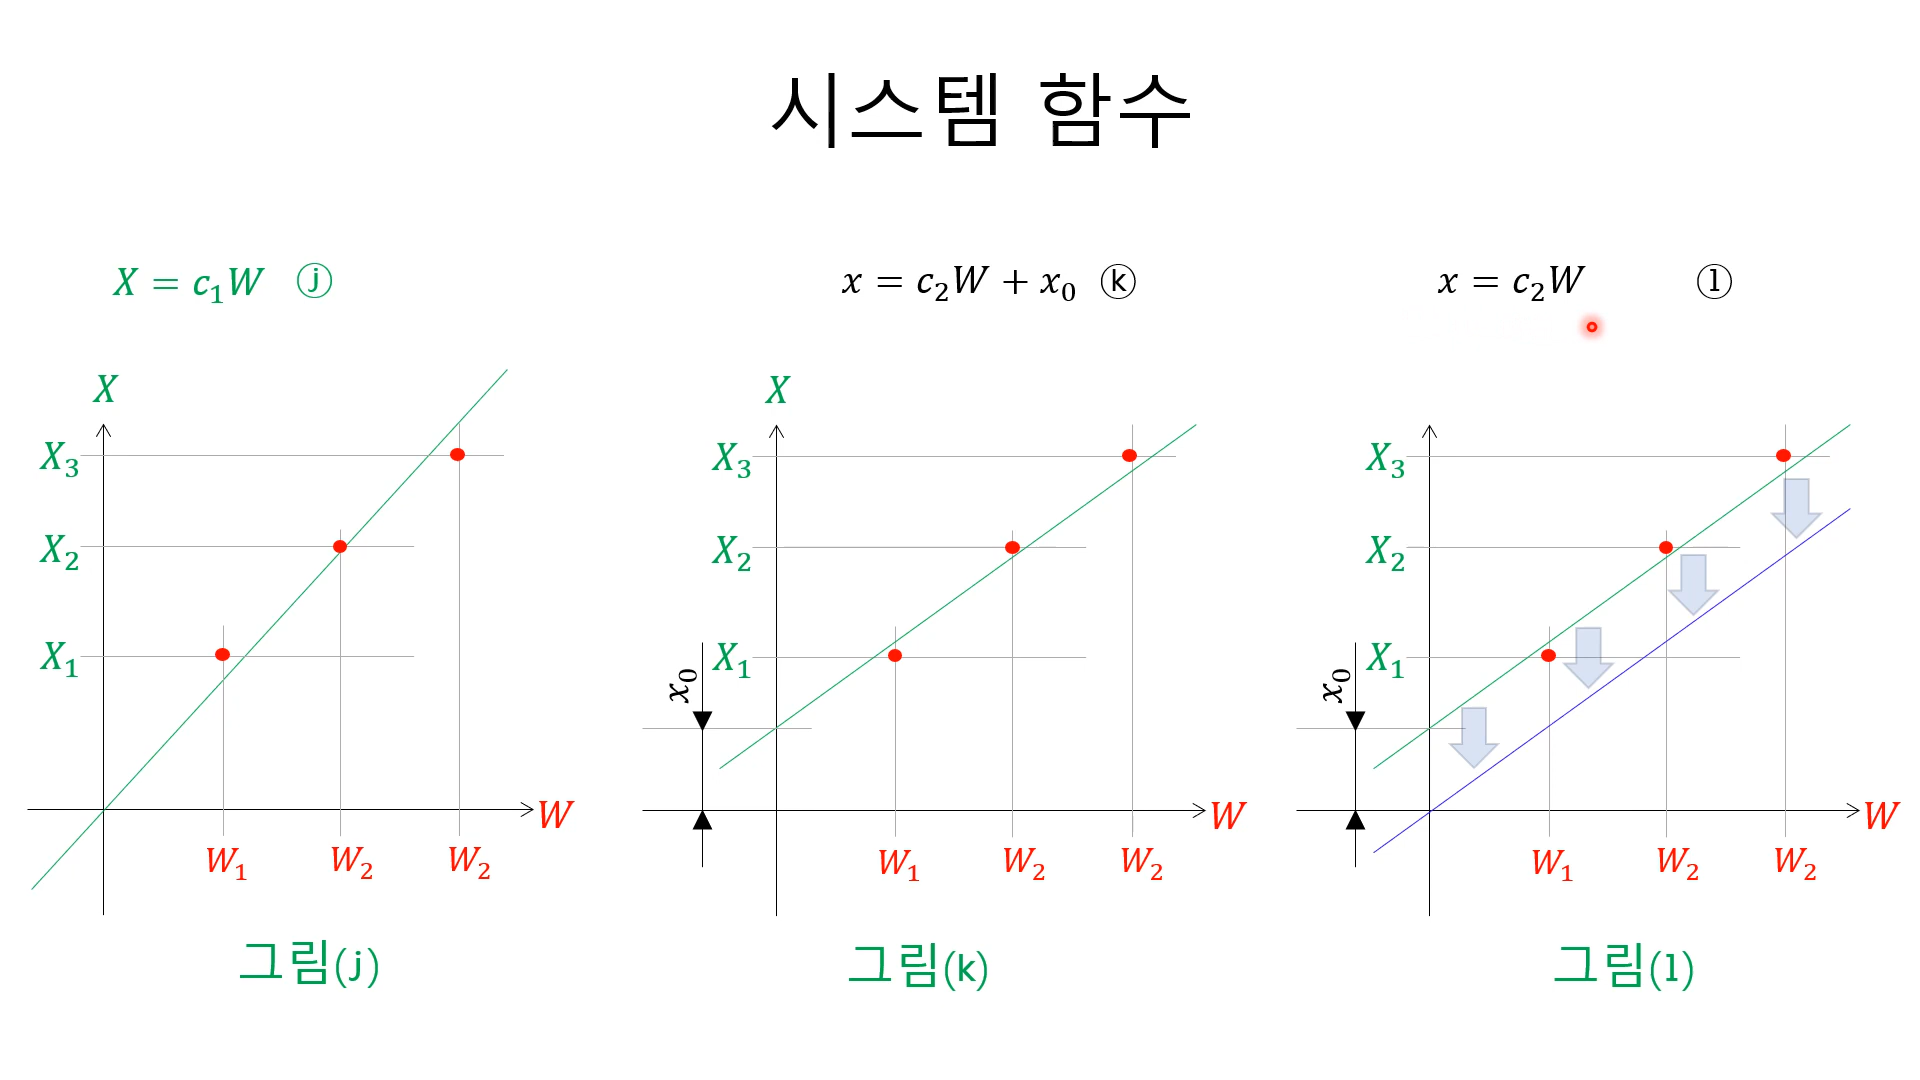 시스템 함수
X = c₁W ⓙ
x = c₂W + x₀ ⓚ
x = c₂W ⓛ
X
X₃
X₂
X₁
W
W₁ W₂ W₂
그림(j)
X
X₃
X₂
X₁
x₀
W
W₁ W₂ W₂
그림(k)
X₃
X₂
X₁
x₀
W
W₁ W₂ W₂
그림(l)